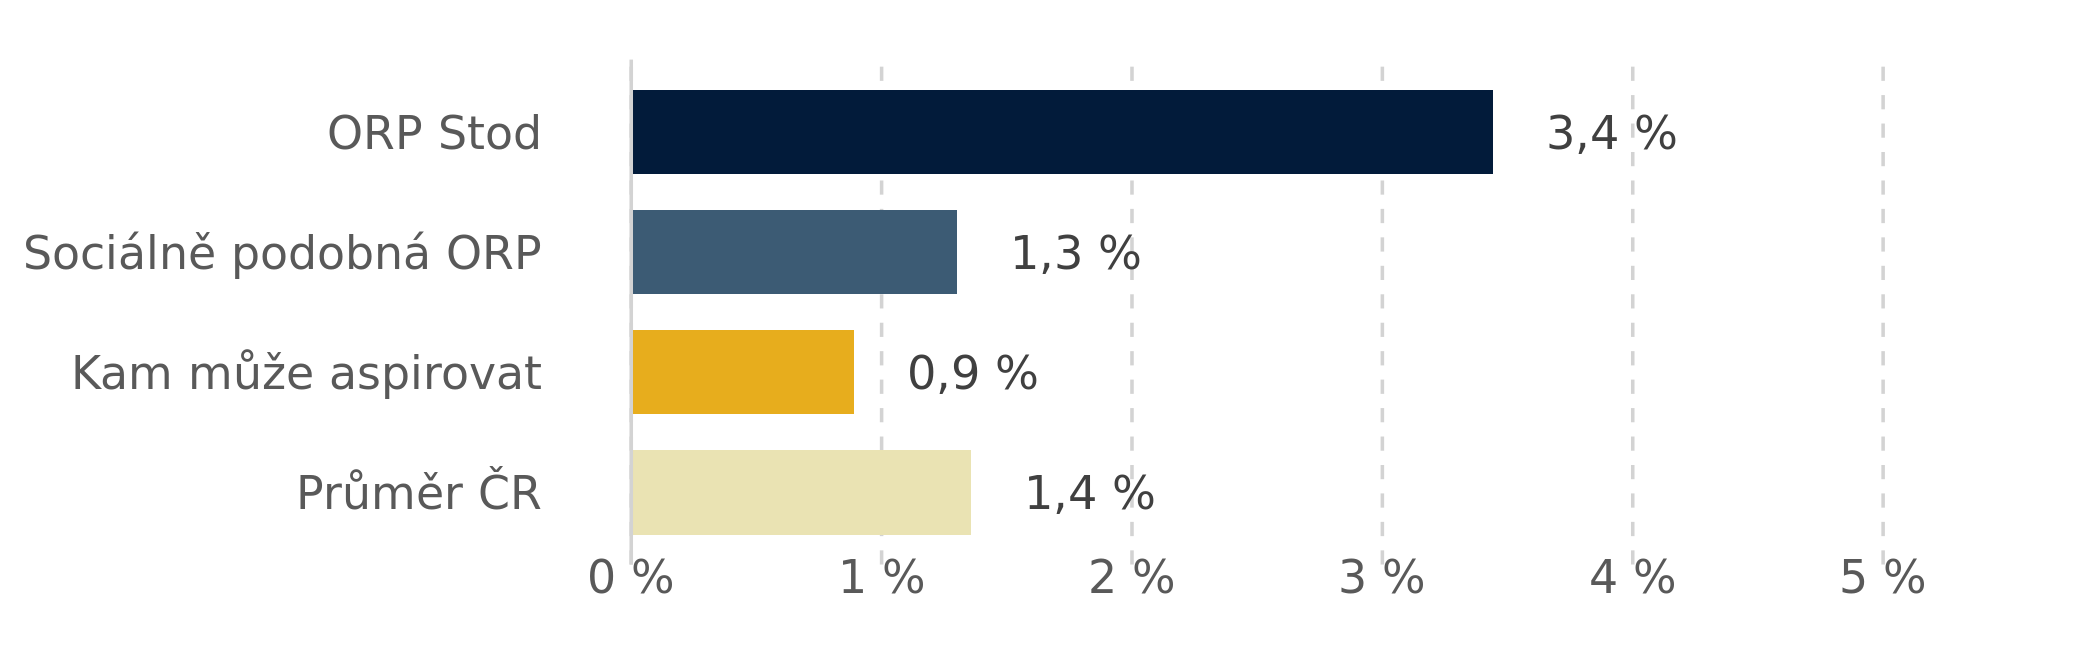 ORP Stod 3,4 %
Sociálně podobná ORP 1,3 %
Kam může aspirovat 0,9 %
Průměr ČR 1,4 %
0 % 1 % 2 % 3 % 4 % 5 %